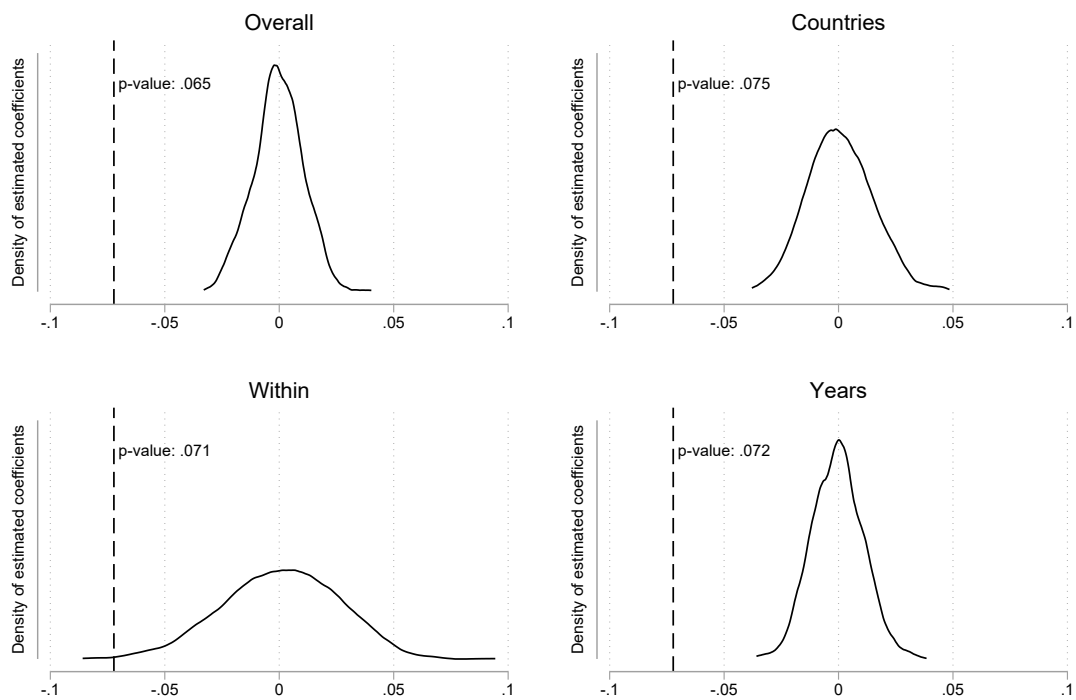 Overall
Density of estimated coefficients
p-value: .065
-.1 -.05 0 .05 .1
Countries
Density of estimated coefficients
p-value: .075
-.1 -.05 0 .05 .1
Within
Density of estimated coefficients
p-value: .071
-.1 -.05 0 .05 .1
Years
Density of estimated coefficients
p-value: .072
-.1 -.05 0 .05 .1